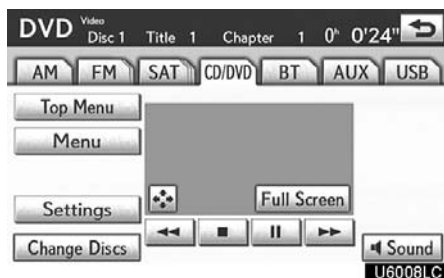 DVD Video Disc 1 Title 1 Chapter 1 0h 0'24"
AM FM SAT CD/DVD BT AUX USB
Top Menu
Menu
Full Screen
Settings
Change Discs
Sound
U6008LC